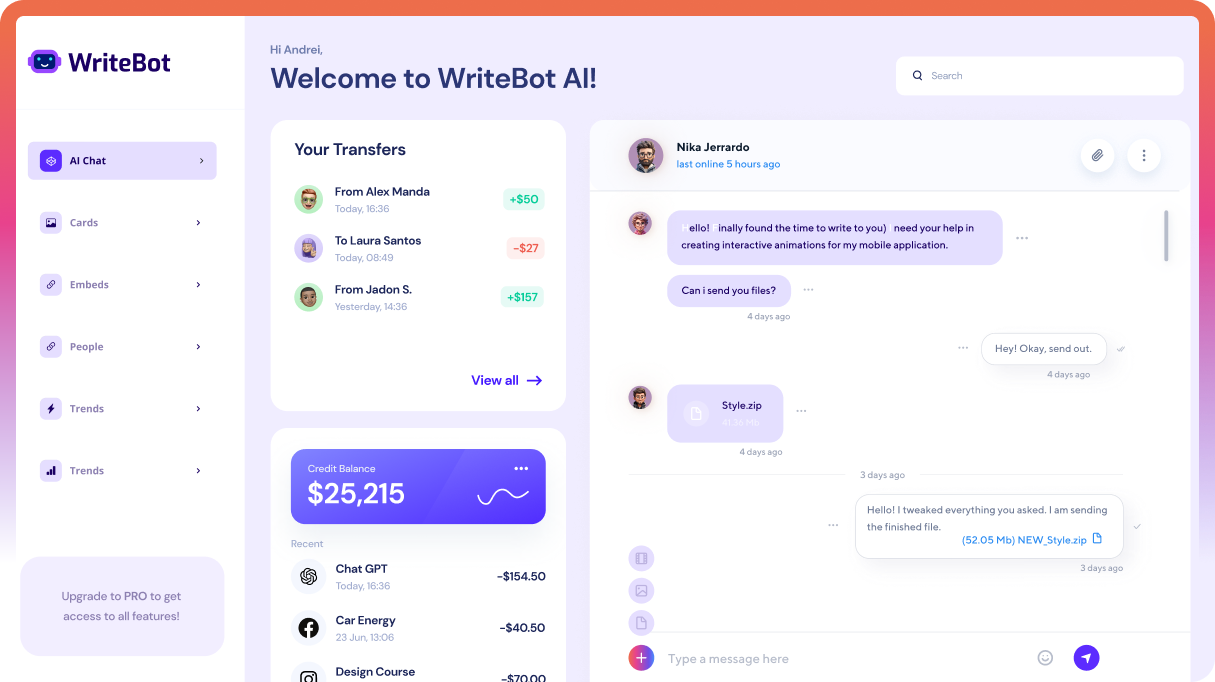 WriteBot
AI Chat
Cards
Embeds
People
Trends
Trends
Upgrade to PRO to get
access to all features!
Hi Andrei,
Welcome to WriteBot AI!
Search
Your Transfers
From Alex Manda
Today, 16:36
+$50
To Laura Santos
Today, 08:49
-$27
From Jadon S.
Yesterday, 14:36
+$157
View all
Credit Balance
$25,215
Recent
Chat GPT
Today, 16:36
-$154.50
Car Energy
23 Jun, 13:06
-$40.50
Design Course
-$70.00
Nika Jerrardo
last online 5 hours ago
Hello! inally found the time to write to you) need your help in
creating interactive animations for my mobile application.
Can i send you files?
4 days ago
Hey! Okay, send out.
4 days ago
Style.zip
41.36 Mb
4 days ago
3 days ago
Hello! I tweaked everything you asked. I am sending
the finished file.
(52.05 Mb) NEW_Style.zip
3 days ago
Type a message here